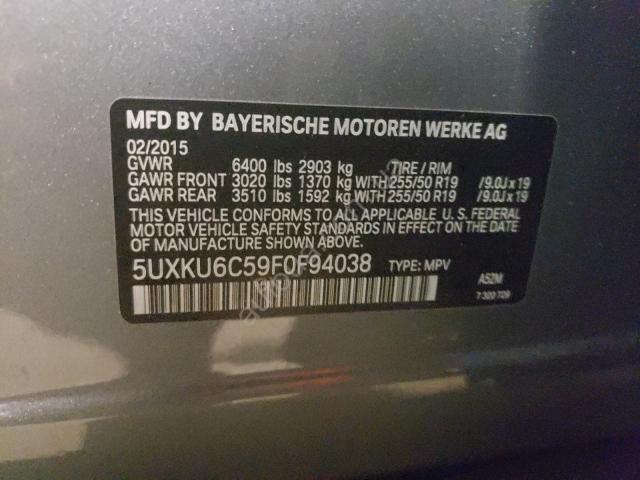 MFD BY BAYERISCHE MOTOREN WERKE AG
02/2015
GVWR 6400 lbs 2903 kg TIRE / RIM
GAWR FRONT 3020 lbs 1370 kg WITH 255/50 R19 /9.0J x 19
GAWR REAR 3510 lbs 1592 kg WITH 255/50 R19 /9.0J x 19
THIS VEHICLE CONFORMS TO ALL APPLICABLE U. S. FEDERAL
MOTOR VEHICLE SAFETY STANDARDS IN EFFECT ON THE DATE OF
MANUFACTURE SHOWN ABOVE.
5UXKU6C59F0F94038 TYPE: MPV A52M
7 320 729